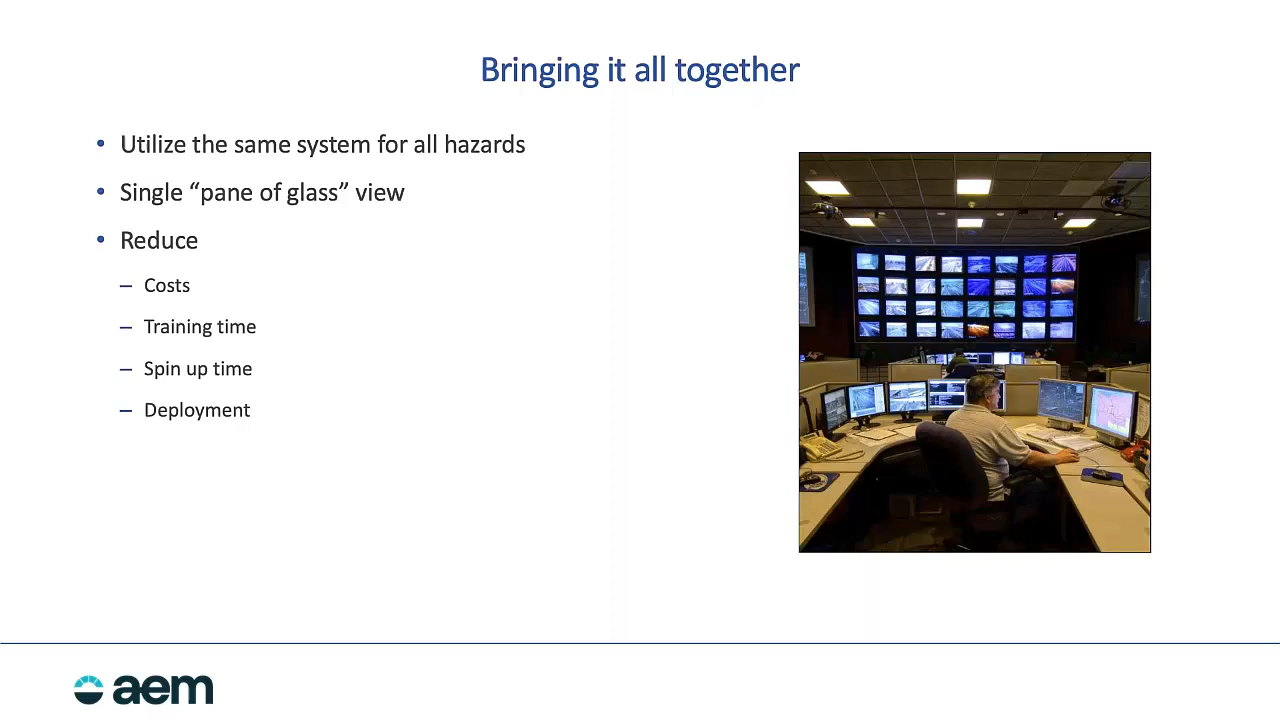 Bringing it all together
• Utilize the same system for all hazards
• Single “pane of glass” view
• Reduce
– Costs
– Training time
– Spin up time
– Deployment
aem